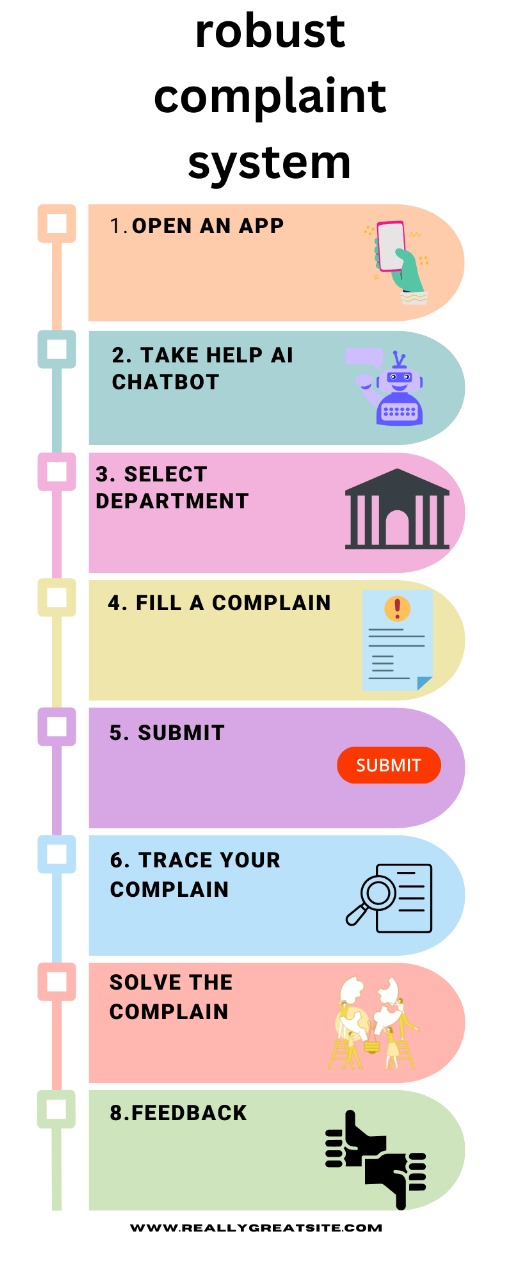 robust
complaint
system
1.OPEN AN APP
2. TAKE HELP AI
CHATBOT
3. SELECT
DEPARTMENT
4. FILL A COMPLAIN
5. SUBMIT
SUBMIT
6. TRACE YOUR
COMPLAIN
SOLVE THE
COMPLAIN
8.FEEDBACK
WWW.REALLYGREATSITE.COM